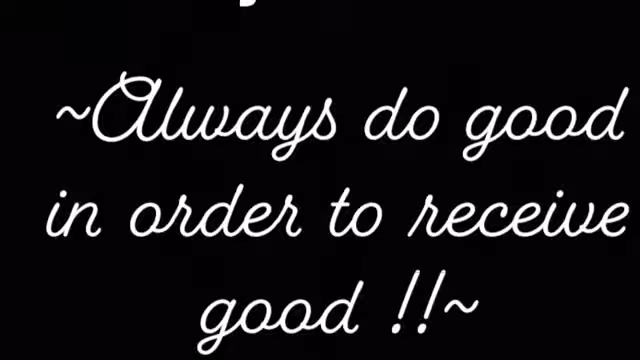 ~Always do good
in order to receive
good !!~